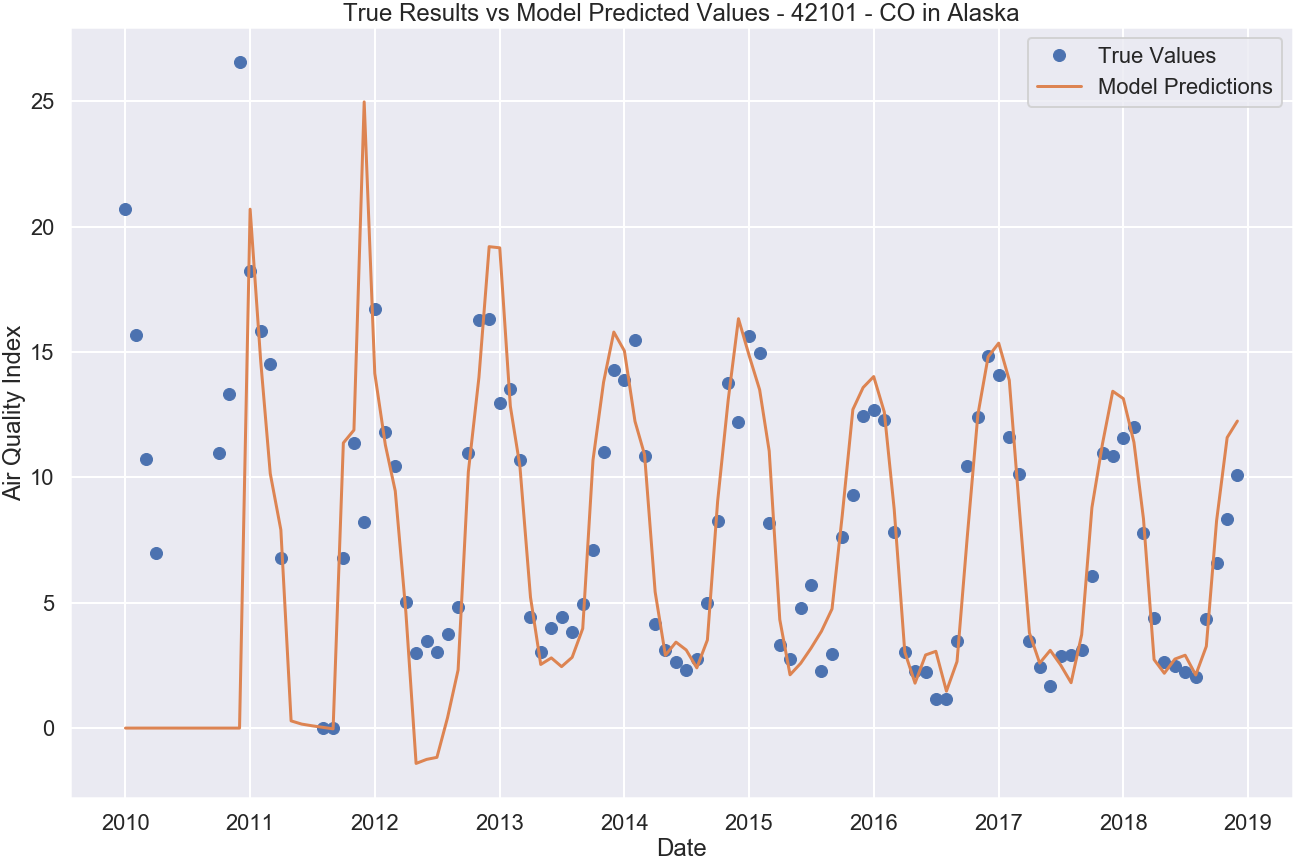 True Results vs Model Predicted Values - 42101 - CO in Alaska
True Values
Model Predictions
Air Quality Index
25
20
15
10
5
0
2010 2011 2012 2013 2014 2015 2016 2017 2018 2019
Date